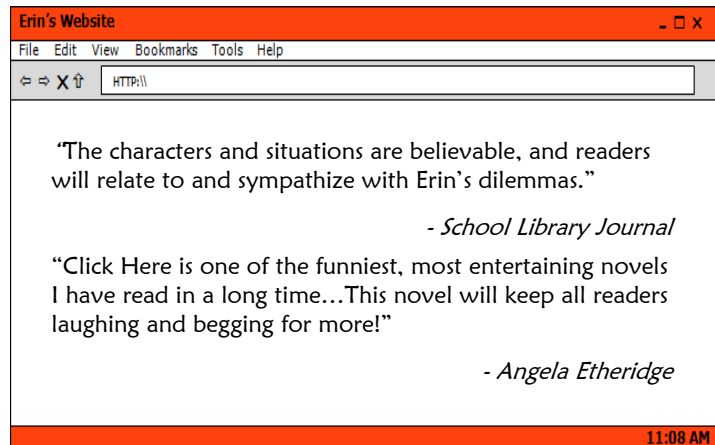 Erin's Website
File Edit View Bookmarks Tools Help
HTTP:\\
"The characters and situations are believable, and readers
will relate to and sympathize with Erin's dilemmas."
- School Library Journal
“Click Here is one of the funniest, most entertaining novels
I have read in a long time…This novel will keep all readers
laughing and begging for more!”
- Angela Etheridge
11:08 AM